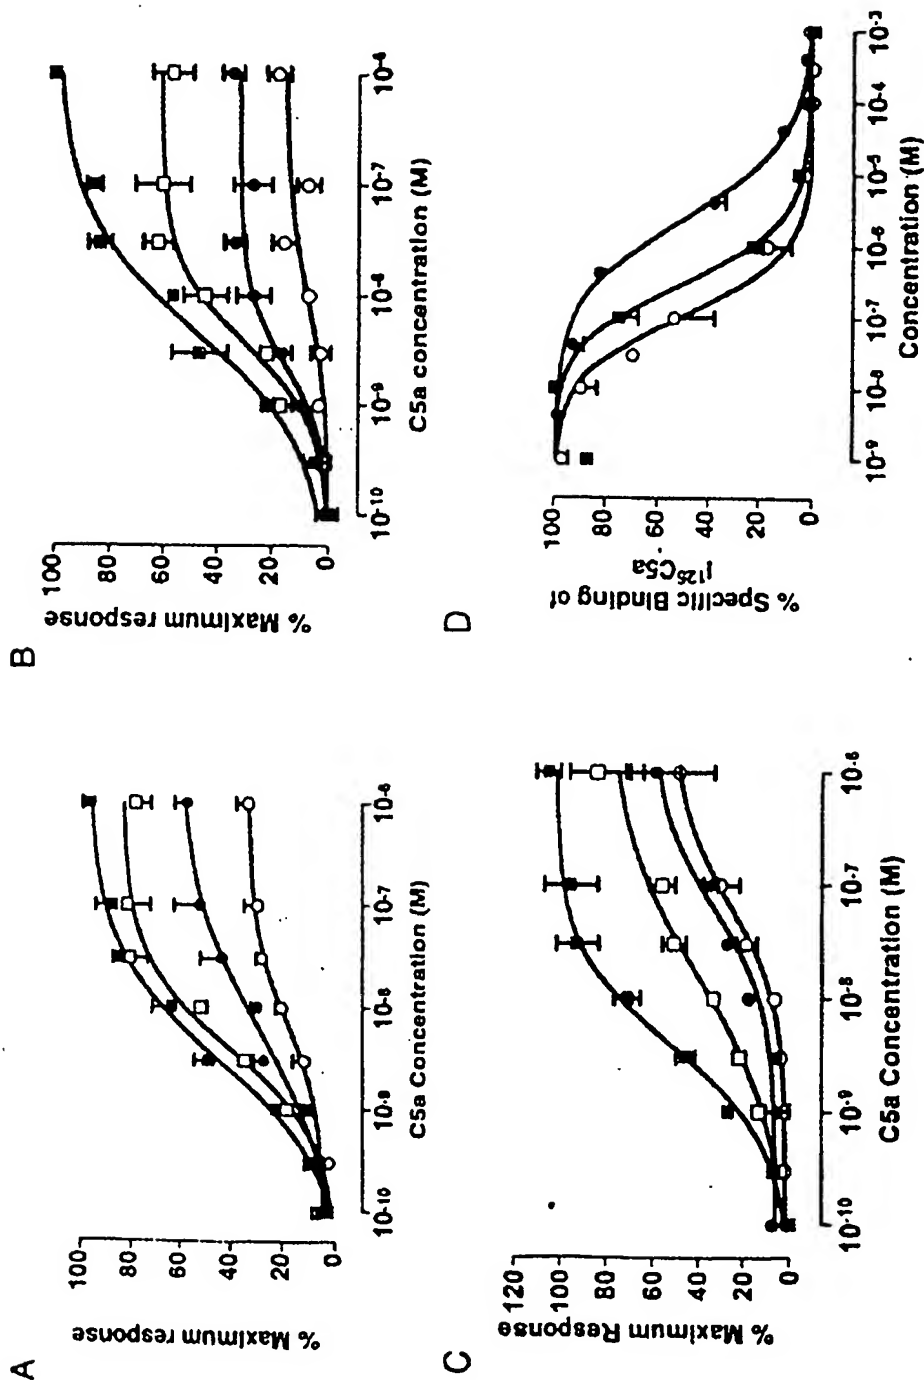 A
% Maximum response
100
80
60
40
20
0
10⁻¹⁰ 10⁻⁹ 10⁻⁸ 10⁻⁷ 10⁻⁶
C5a Concentration (M)
B
% Maximum response
100
80
60
40
20
0
10⁻¹⁰ 10⁻⁹ 10⁻⁸ 10⁻⁷ 10⁻⁶
C5a concentration (M)
C
% Maximum Response
120
100
80
60
40
20
0
10⁻¹⁰ 10⁻⁹ 10⁻⁸ 10⁻⁷ 10⁻⁶
C5a Concentration (M)
D
% Specific Binding of
I¹²⁵C5a
100
80
60
40
20
0
10⁻⁹ 10⁻⁸ 10⁻⁷ 10⁻⁶ 10⁻⁵ 10⁻⁴ 10⁻³
Concentration (M)